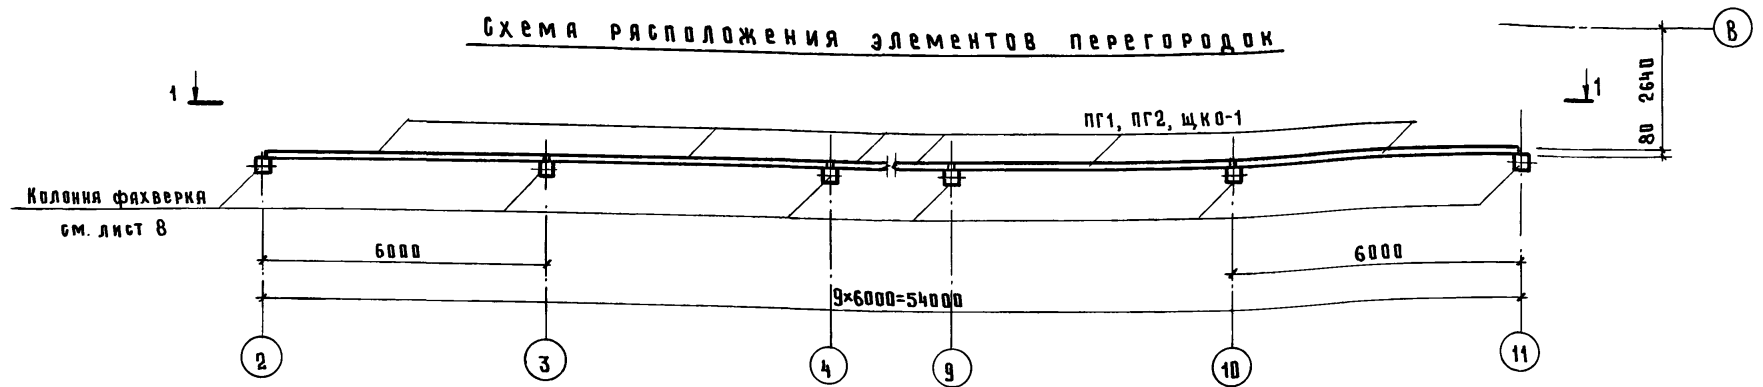 Схема расположения элементов перегородок
В
1
1
2640
80
ПГ1, ПГ2, ЩКО-1
Колонна фахверка
см. лист 8
6000
6000
9×6000=54000
2
3
4
9
10
11